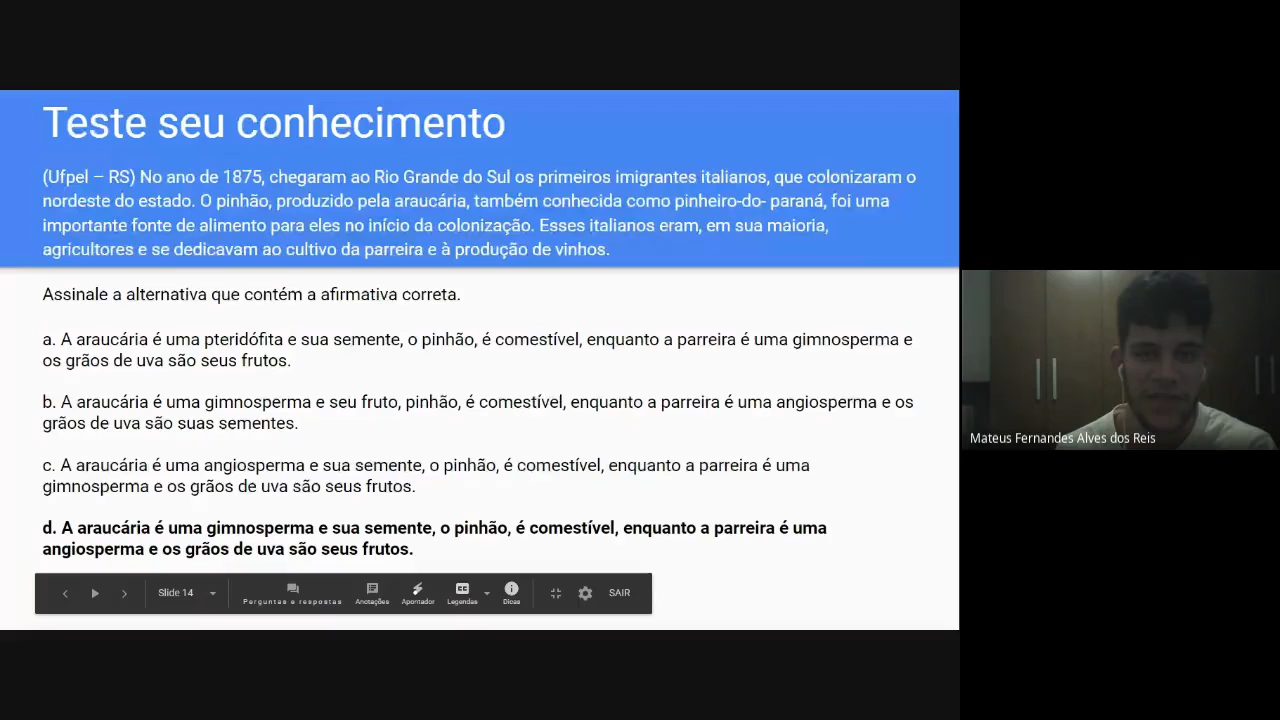 Teste seu conhecimento
(Ufpel – RS) No ano de 1875, chegaram ao Rio Grande do Sul os primeiros imigrantes italianos, que colonizaram o
nordeste do estado. O pinhão, produzido pela araucária, também conhecida como pinheiro-do- paraná, foi uma
importante fonte de alimento para eles no início da colonização. Esses italianos eram, em sua maioria,
agricultores e se dedicavam ao cultivo da parreira e à produção de vinhos.
Assinale a alternativa que contém a afirmativa correta.
a. A araucária é uma pteridófita e sua semente, o pinhão, é comestível, enquanto a parreira é uma gimnosperma e
os grãos de uva são seus frutos.
b. A araucária é uma gimnosperma e seu fruto, pinhão, é comestível, enquanto a parreira é uma angiosperma e os
grãos de uva são suas sementes.
c. A araucária é uma angiosperma e sua semente, o pinhão, é comestível, enquanto a parreira é uma
gimnosperma e os grãos de uva são seus frutos.
d. A araucária é uma gimnosperma e sua semente, o pinhão, é comestível, enquanto a parreira é uma
angiosperma e os grãos de uva são seus frutos.
Slide 14
Perguntas e respostas
Anotações
Apontador
CC
Legendas
Dicas
SAIR
Mateus Fernandes Alves dos Reis